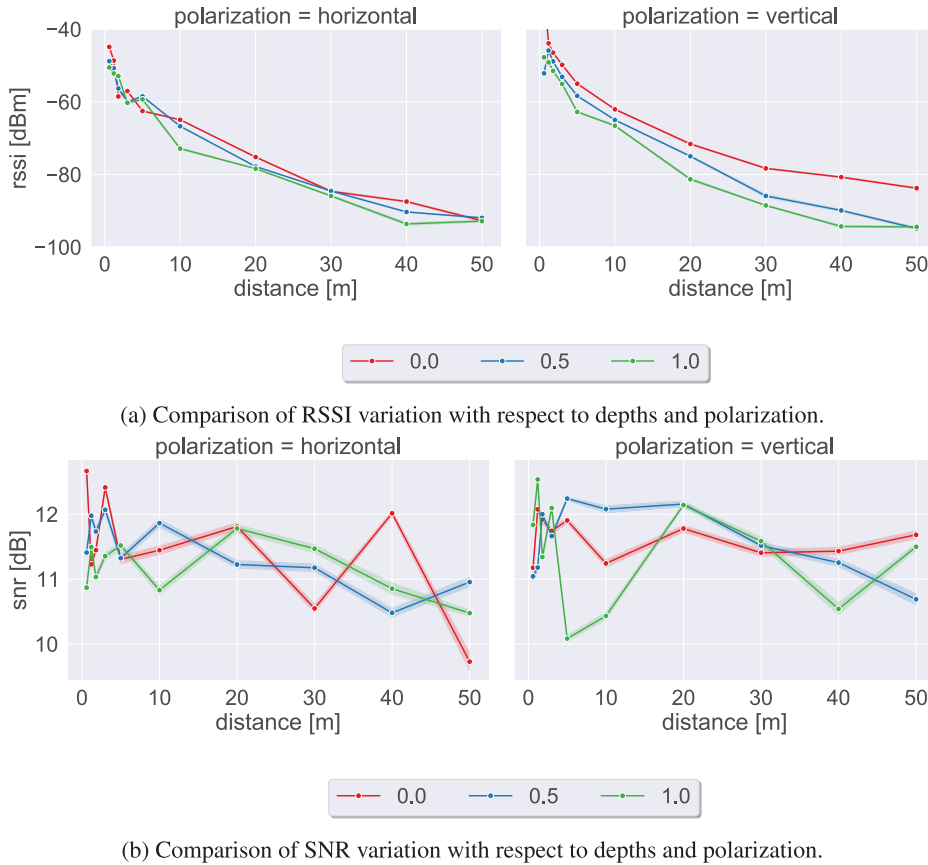 polarization = horizontal
polarization = vertical
−40
−60
−80
−100
rssi [dBm]
0 10 20 30 40 50
0 10 20 30 40 50
distance [m]
distance [m]
0.0 0.5 1.0
(a) Comparison of RSSI variation with respect to depths and polarization.
polarization = horizontal
polarization = vertical
12
11
10
snr [dB]
0 10 20 30 40 50
0 10 20 30 40 50
distance [m]
distance [m]
0.0 0.5 1.0
(b) Comparison of SNR variation with respect to depths and polarization.